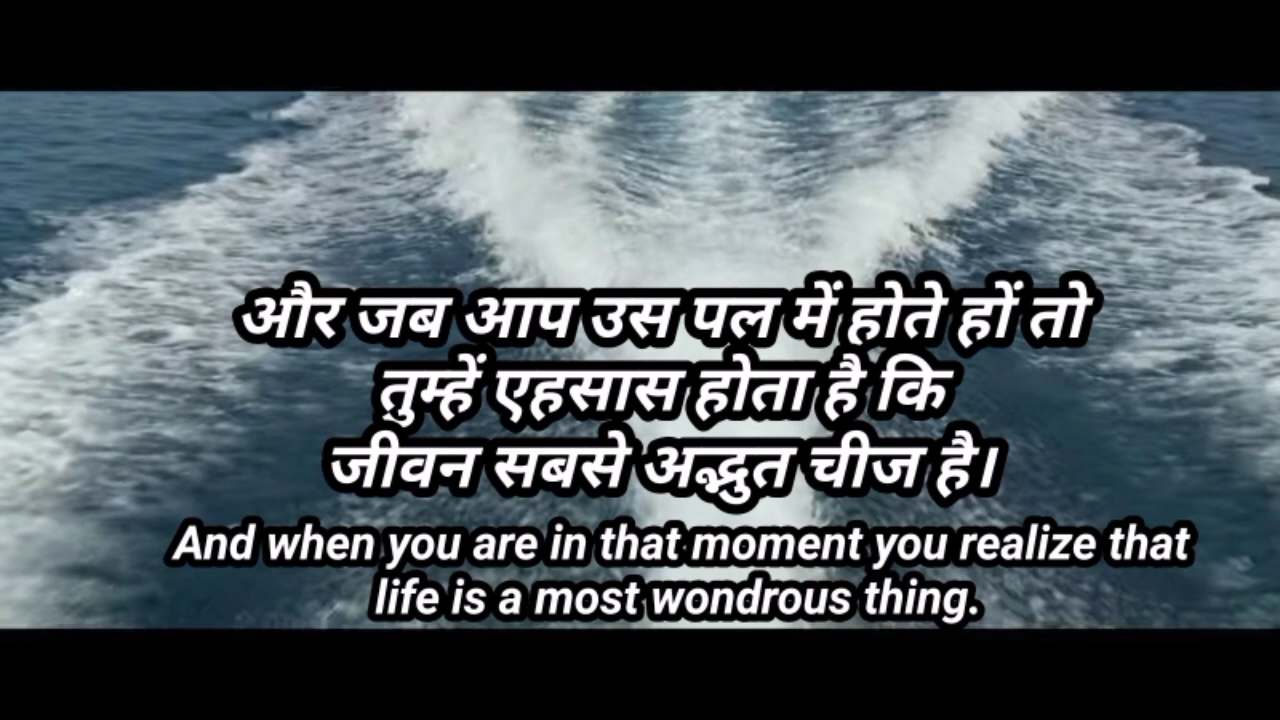 और जब आप उस पल में होते हों तो
तुम्हें एहसास होता है कि
जीवन सबसे अद्भुत चीज है।
And when you are in that moment you realize that
life is a most wondrous thing.